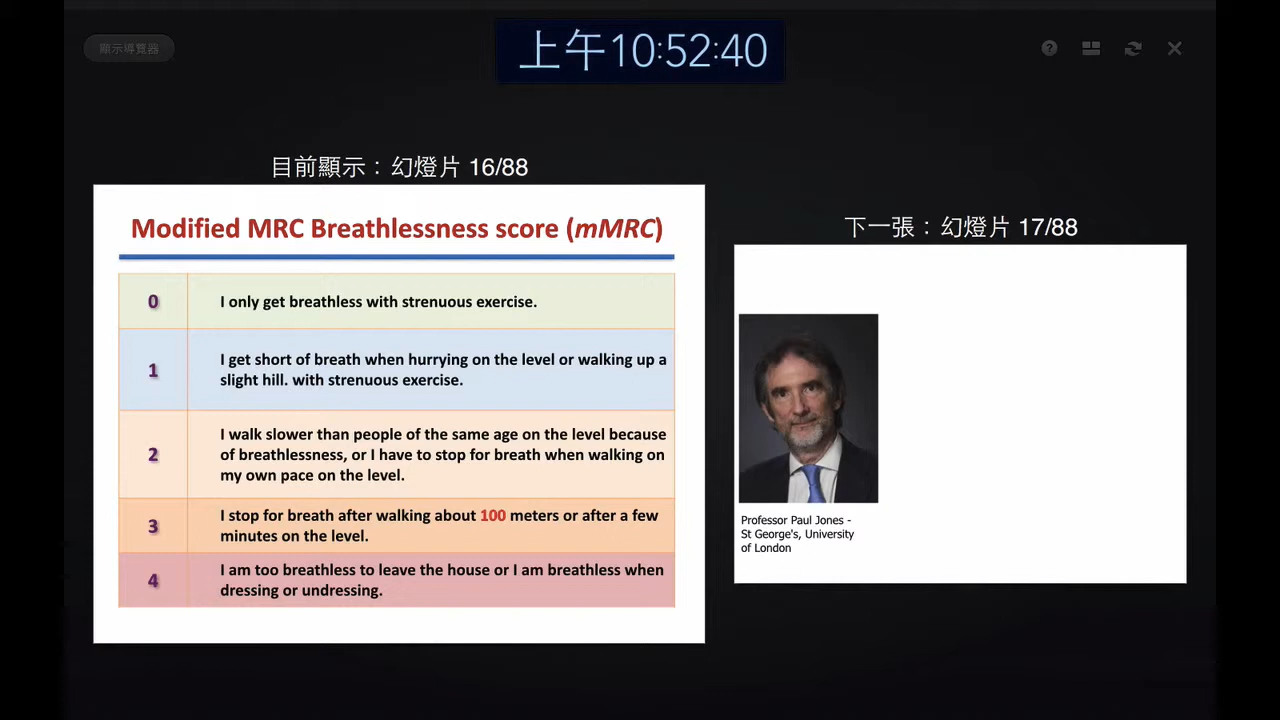 顯示導覽器
上午10:52:40
目前顯示：幻燈片 16/88
Modified MRC Breathlessness score (mMRC)
0
I only get breathless with strenuous exercise.
1
I get short of breath when hurrying on the level or walking up a
slight hill. with strenuous exercise.
2
I walk slower than people of the same age on the level because
of breathlessness, or I have to stop for breath when walking on
my own pace on the level.
3
I stop for breath after walking about 100 meters or after a few
minutes on the level.
4
I am too breathless to leave the house or I am breathless when
dressing or undressing.
下一張：幻燈片 17/88
Professor Paul Jones -
St George's, University
of London